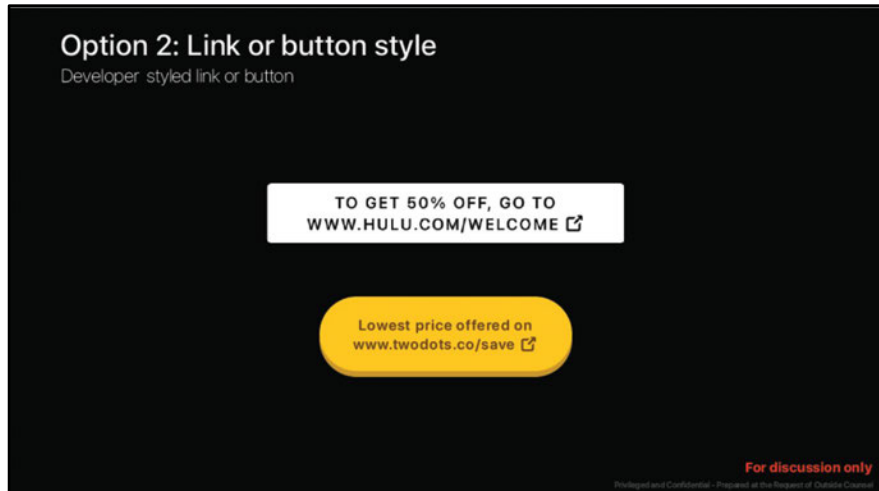 Option 2: Link or button style
Developer styled link or button
TO GET 50% OFF, GO TO
WWW.HULU.COM/WELCOME
Lowest price offered on
www.twodots.co/save
For discussion only
Privileged and Confidential - Prepared at the Request of Outside Counsel